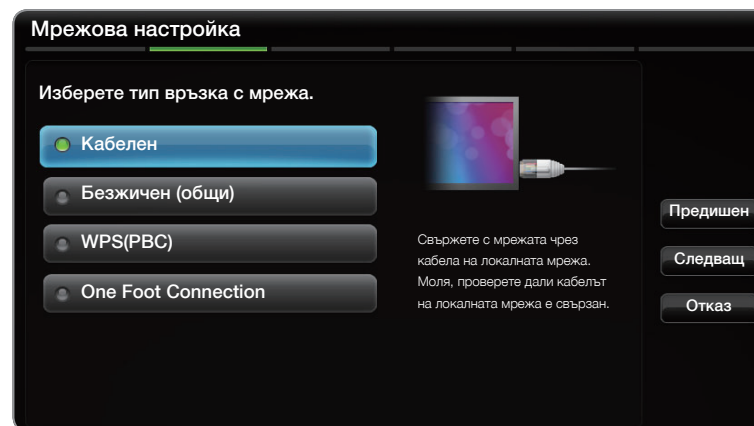 Мрежова настройка
Изберете тип връзка с мрежа.
Кабелен
Безжичен (общи)
WPS(PBC)
One Foot Connection
Свържете с мрежата чрез
кабела на локалната мрежа.
Моля, проверете дали кабелът
на локалната мрежа е свързан.
Предишен
Следващ
Отказ